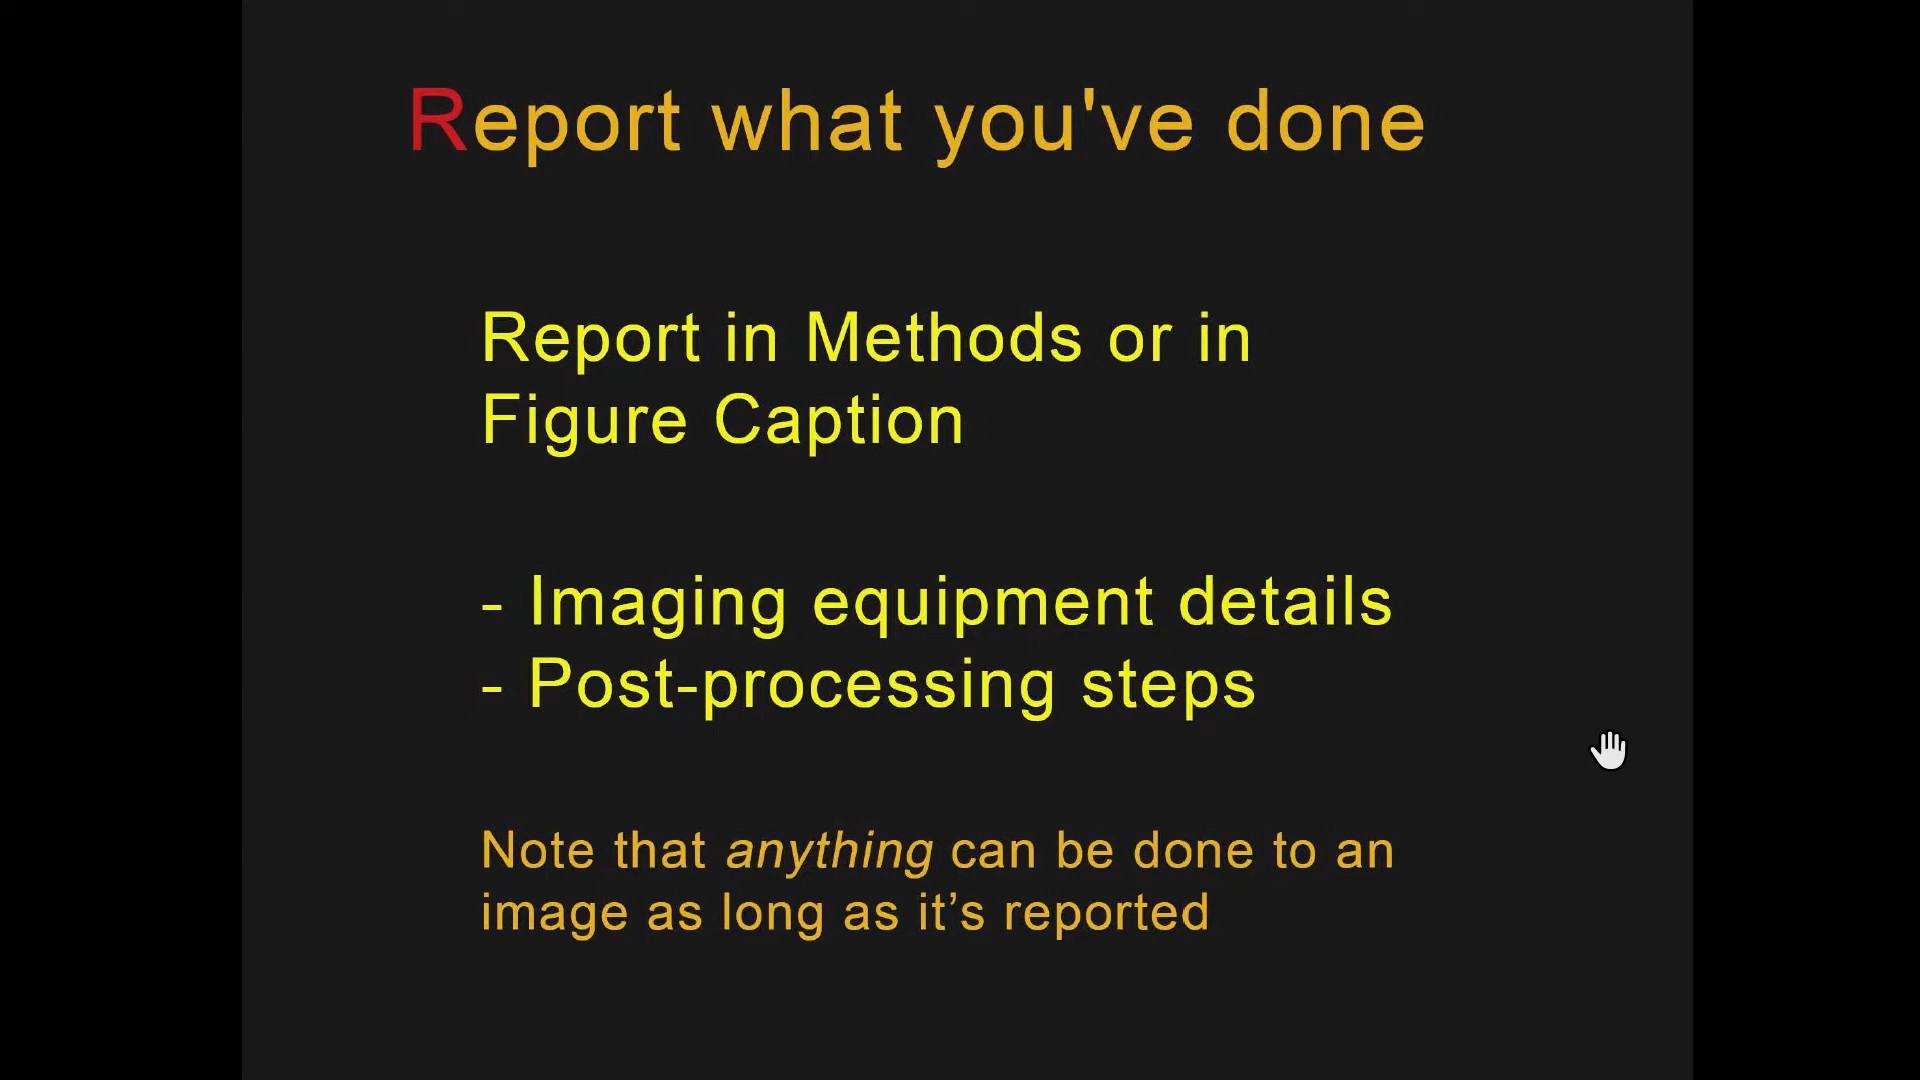 Report what you've done
Report in Methods or in
Figure Caption
- Imaging equipment details
- Post-processing steps
Note that anything can be done to an
image as long as it’s reported